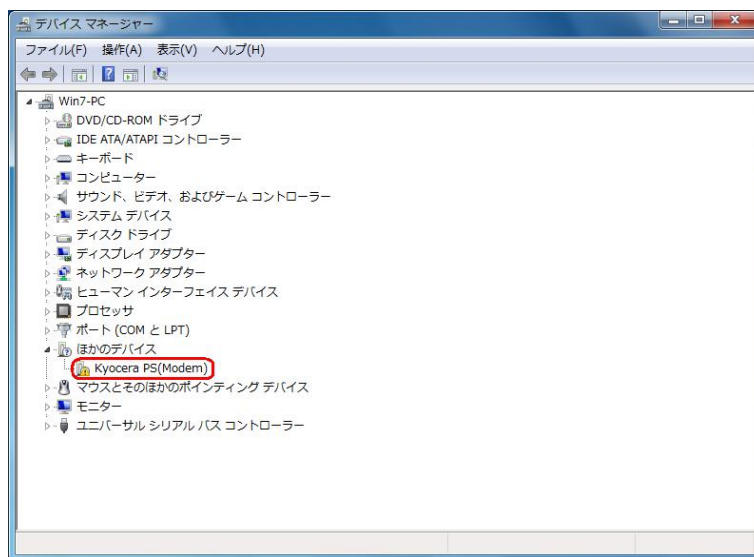 デバイス マネージャー
ファイル(F) 操作(A) 表示(V) ヘルプ(H)
Win7-PC
DVD/CD-ROM ドライブ
IDE ATA/ATAPI コントローラー
キーボード
コンピューター
サウンド、ビデオ、およびゲーム コントローラー
システム デバイス
ディスク ドライブ
ディスプレイ アダプター
ネットワーク アダプター
ヒューマン インターフェイス デバイス
プロセッサ
ポート (COM と LPT)
ほかのデバイス
Kyocera PS(Modem)
マウスとそのほかのポインティング デバイス
モニター
ユニバーサル シリアル バス コントローラー